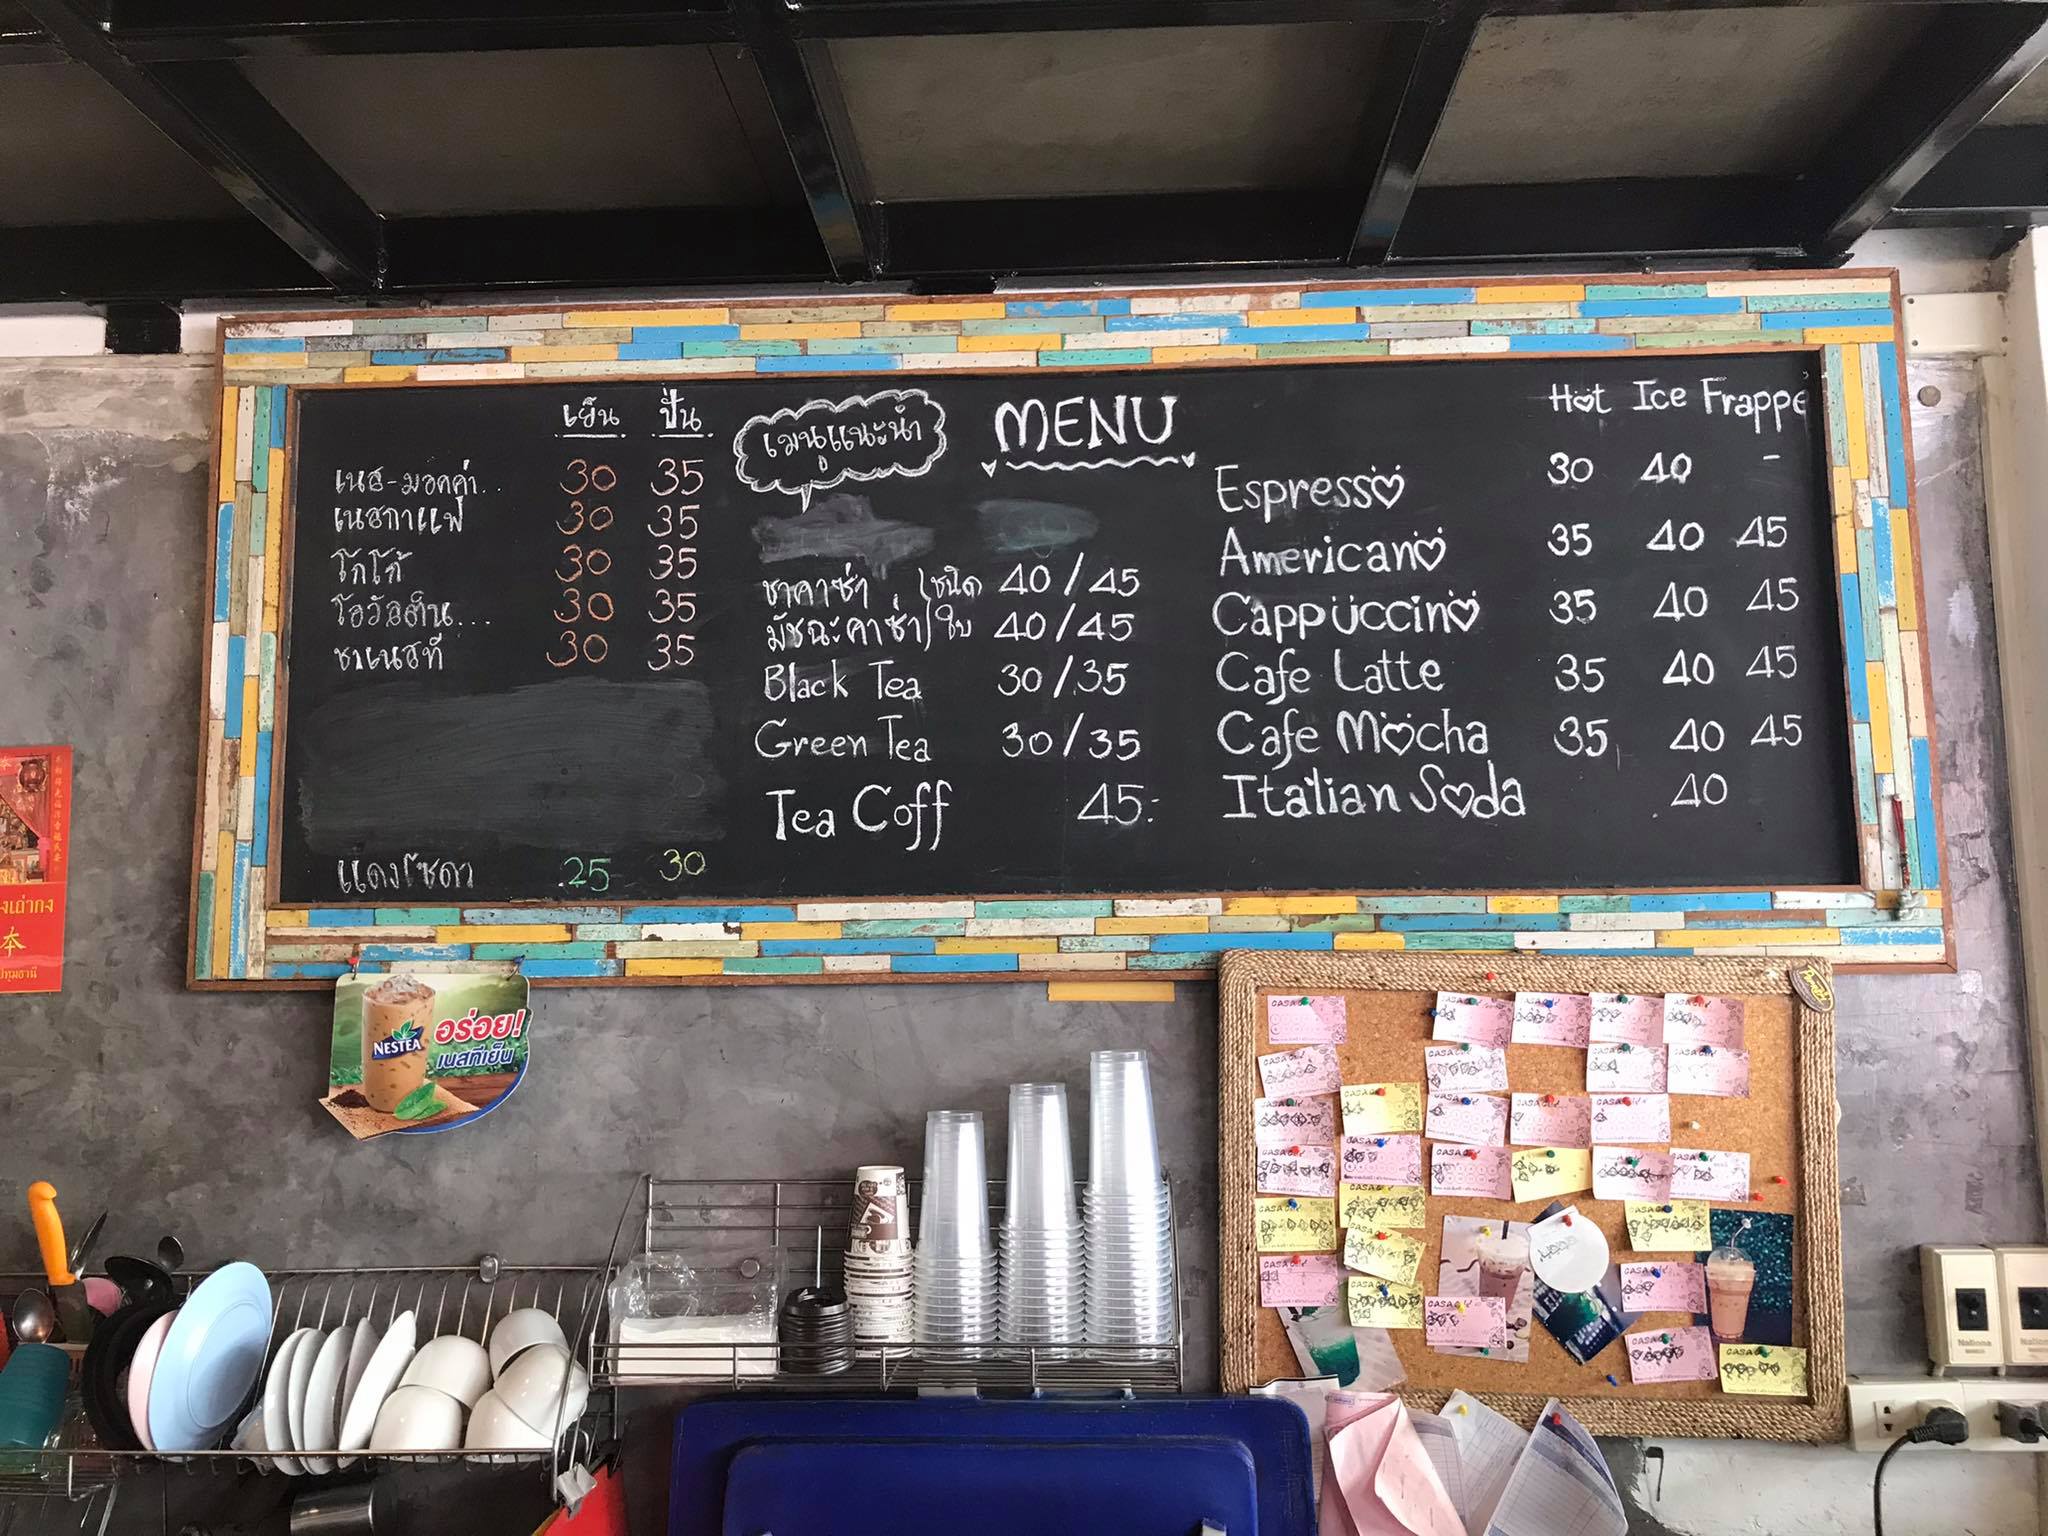 เย็น ปั่น
เนส-มอคค่า.. 30 35
เนสกาแฟ 30 35
โกโก้ 30 35
โอวัลติน... 30 35
ชาเนสที 30 35
แดงโซดา 25 30
เมนูแนะนำ
MENU
ชาคาซ่า (ชนิด) 40/45
มัชฉะคาซ่า/ใบ 40/45
Black Tea 30/35
Green Tea 30/35
Tea Coff 45:
Hot Ice Frappe
Espresso 30 40 -
Americano 35 40 45
Cappuccino 35 40 45
Cafe Latte 35 40 45
Cafe Mocha 35 40 45
Italian Soda 40
本
NESTEA
อร่อย!
เนสทีเย็น